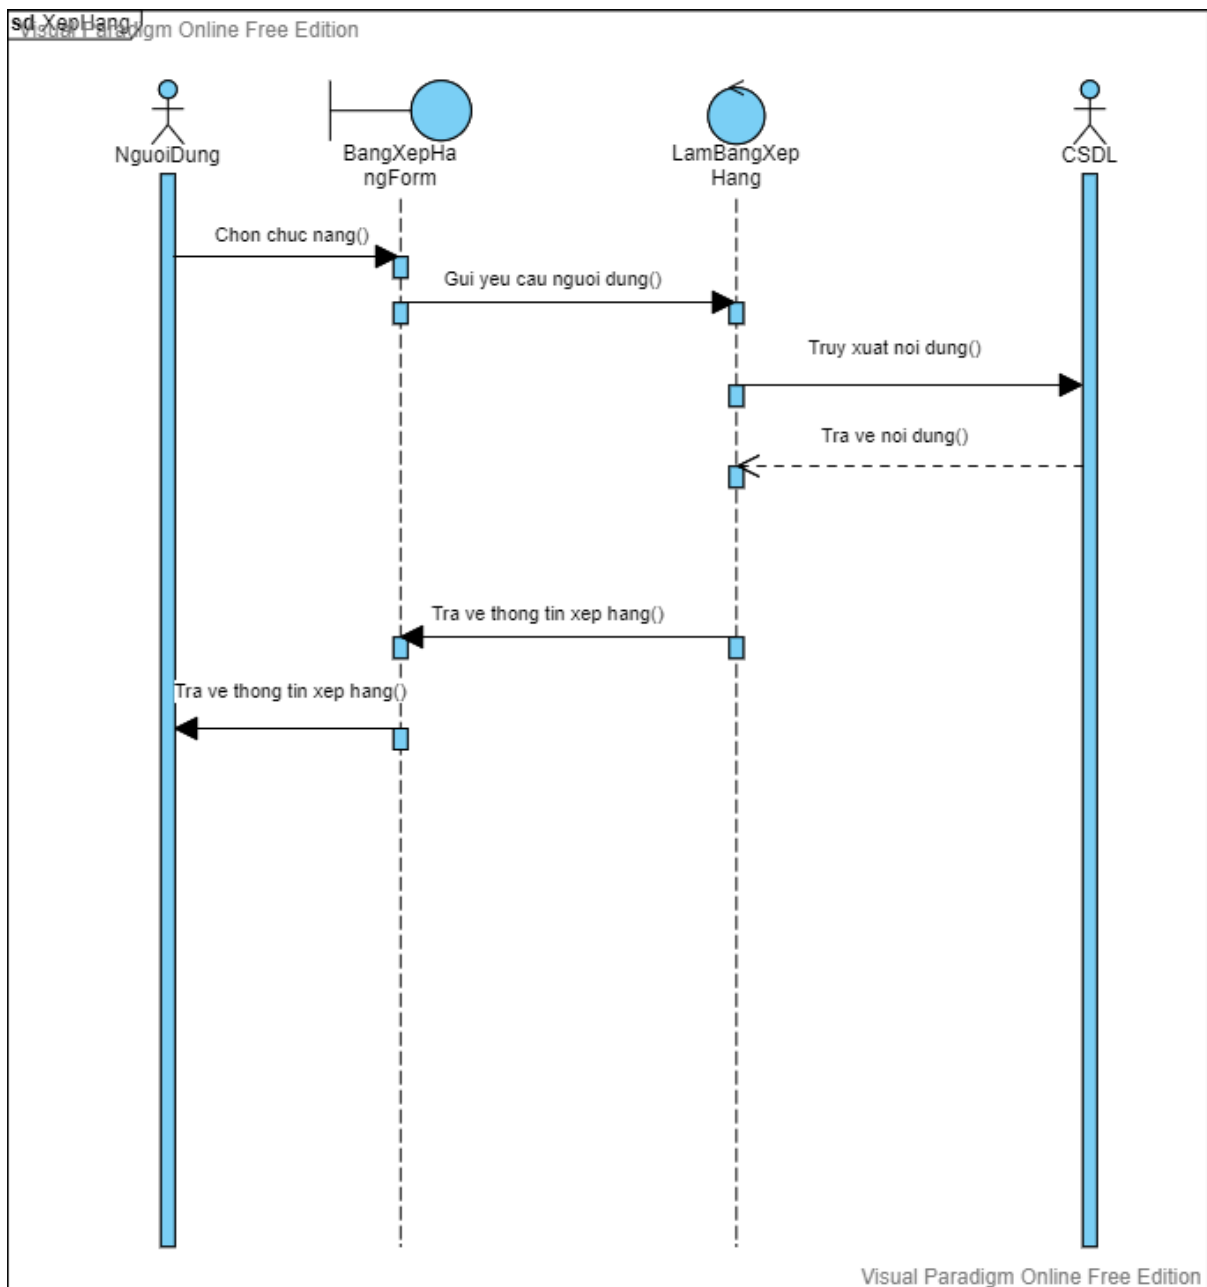 sd XepHang
Visual Paradigm Online Free Edition
NguoiDung
BangXepHa
ngForm
LamBangXep
Hang
CSDL
Chon chuc nang()
Gui yeu cau nguoi dung()
Truy xuat noi dung()
Tra ve noi dung()
Tra ve thong tin xep hang()
Tra ve thong tin xep hang()
Visual Paradigm Online Free Edition